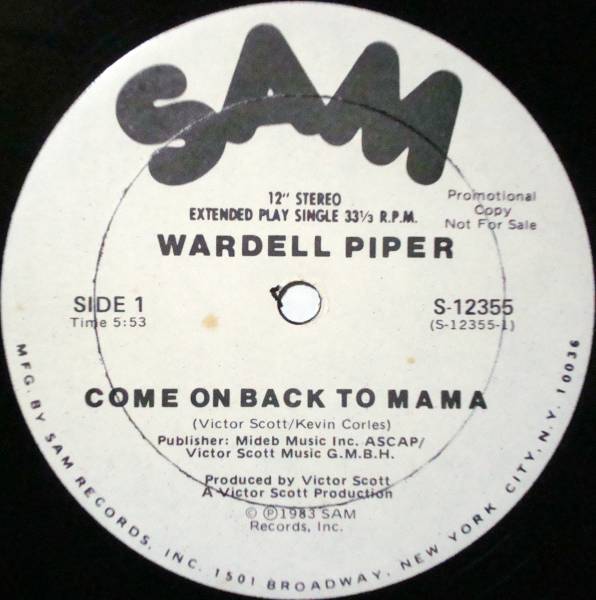 SAM
12" STEREO
EXTENDED PLAY SINGLE 33⅓ R.P.M.
Promotional
Copy
Not For Sale
WARDELL PIPER
SIDE 1
Time 5:53
S-12355
(S-12355-1)
COME ON BACK TO MAMA
(Victor Scott/Kevin Corles)
Publisher: Mideb Music Inc. ASCAP/
Victor Scott Music G.M.B.H.
Produced by Victor Scott
A Victor Scott Production
© ℗1983 SAM
Records, Inc.
MFG. BY SAM RECORDS, INC. 1501 BROADWAY, NEW YORK CITY, N.Y. 10036